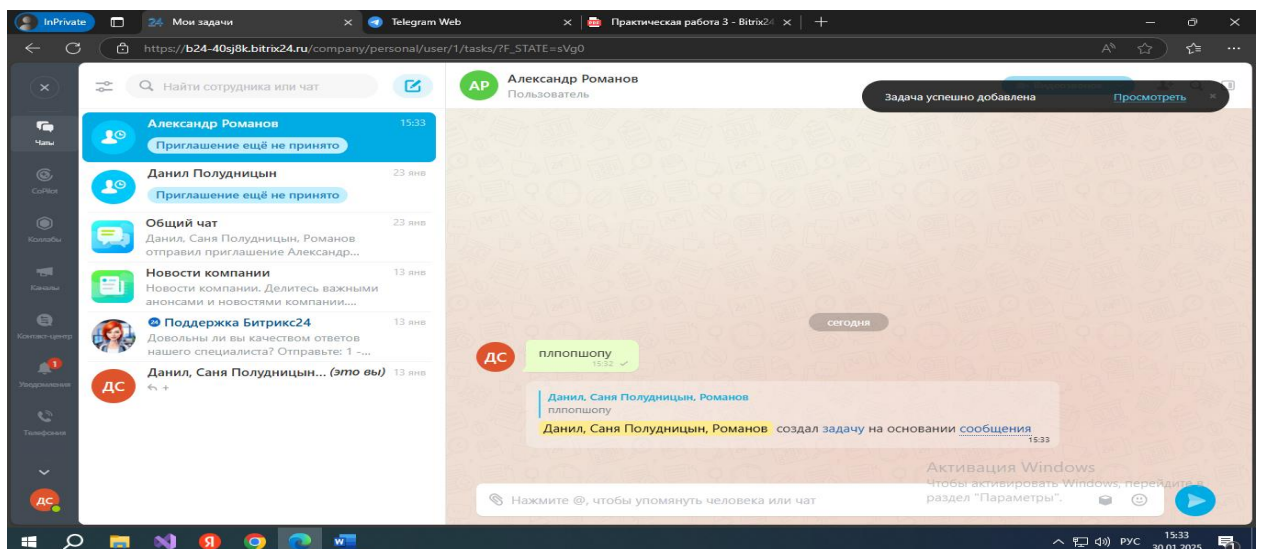 InPrivate
24 Мои задачи
Telegram Web
Практическая работа 3 - Bitrix24
https://b24-40sj8k.bitrix24.ru/company/personal/user/1/tasks/?F_STATE=sVg0
Найти сотрудника или чат
АР
Александр Романов
Пользователь
Задача успешно добавлена
Просмотреть
Чаты
CoPilot
Коллабы
Каналы
Контакт-центр
1
Уведомления
Телефония
ДС
Александр Романов 15:33
Приглашение ещё не принято
Данил Полудницын 23 янв
Приглашение ещё не принято
Общий чат 23 янв
Данил, Саня Полудницын, Романов
отправил приглашение Александр...
Новости компании 13 янв
Новости компании. Делитесь важными
анонсами и новостями компании....
24 Поддержка Битрикс24 13 янв
Довольны ли вы качеством ответов
нашего специалиста? Отправьте: 1 -...
ДС
Данил, Саня Полудницын... (это вы) 13 янв
+
сегодня
ДС
плпопшопу
15:32
Данил, Саня Полудницын, Романов
плпопшопу
Данил, Саня Полудницын, Романов создал задачу на основании сообщения
15:33
Активация Windows
Чтобы активировать Windows, перейдите в
раздел "Параметры".
Нажмите @, чтобы упомянуть человека или чат
РУС
15:33
30.01.2025